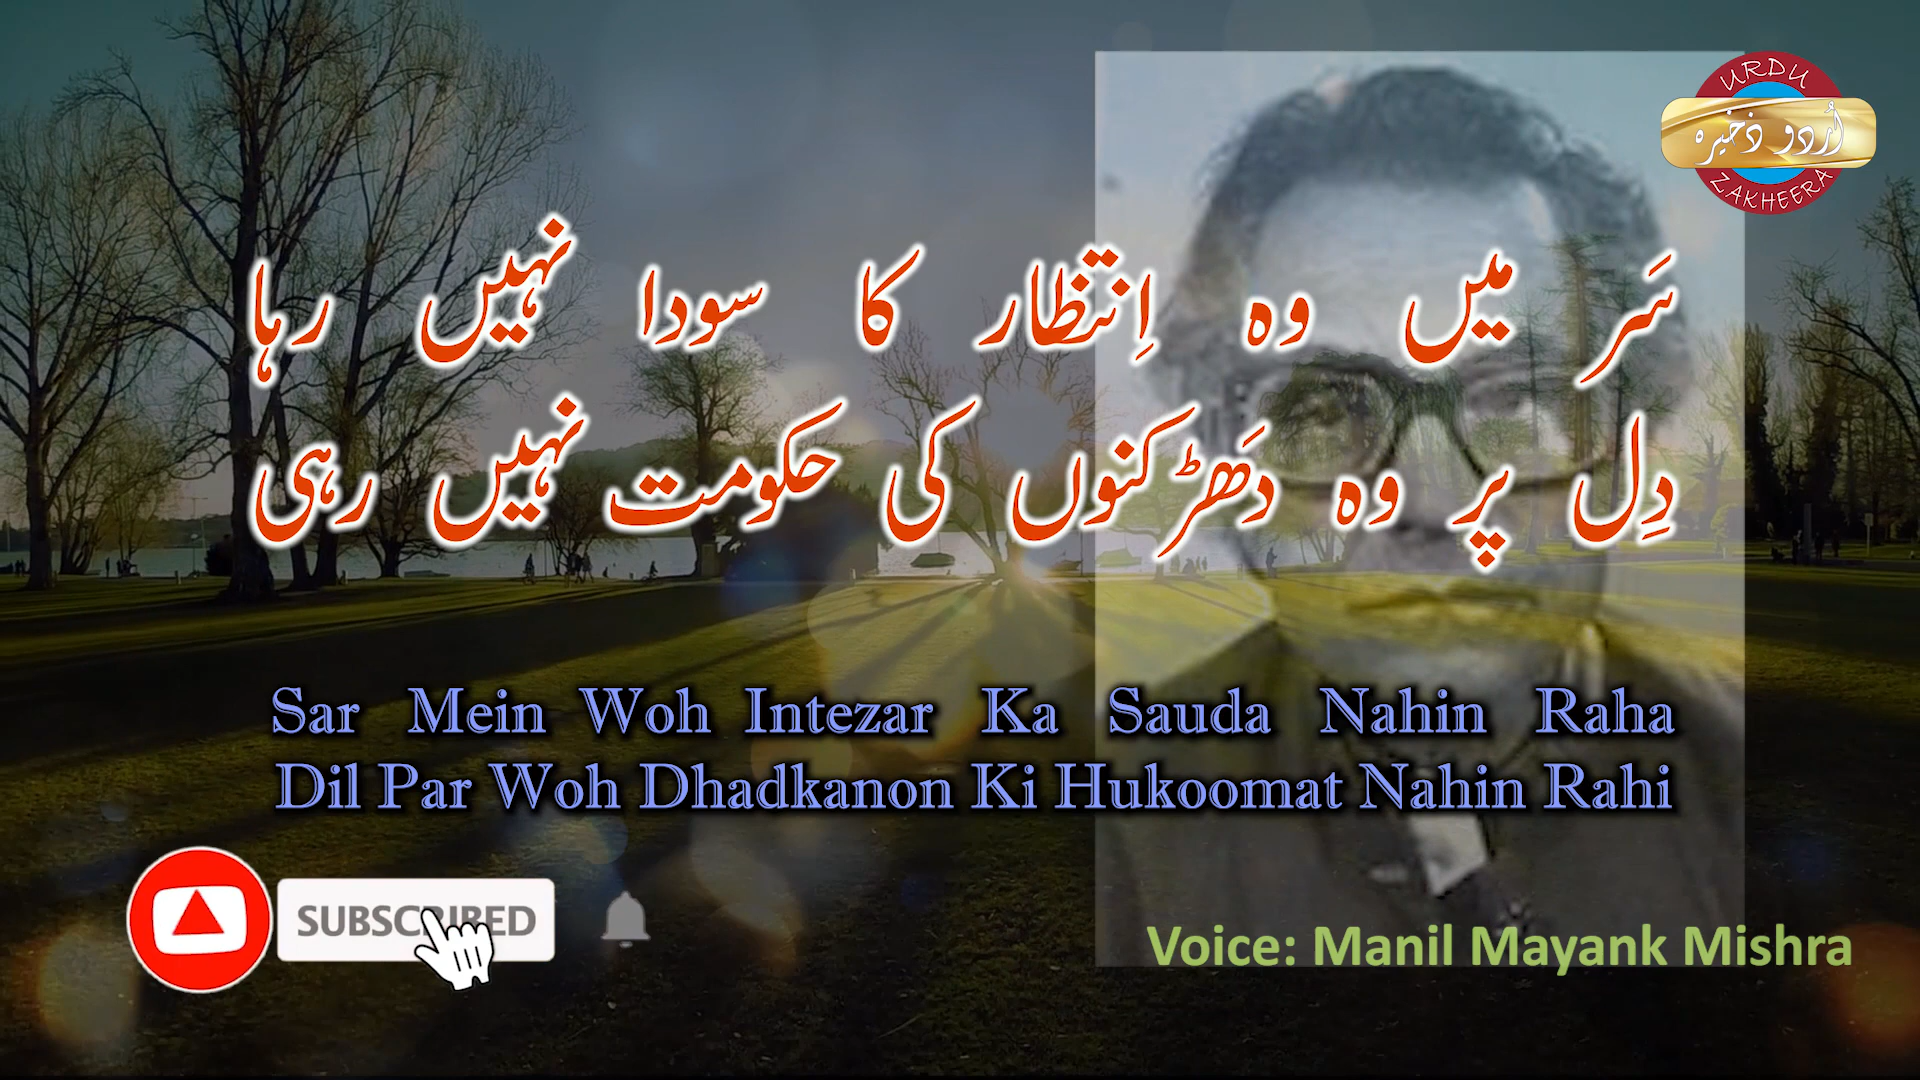 URDU
اُردو ذخیرہ
ZAKHEERA
سَر میں وہ اِنتظار کا سودا نہیں رہا
دِل پر وہ دَھڑکنوں کی حکومت نہیں رہی
Sar Mein Woh Intezar Ka Sauda Nahin Raha
Dil Par Woh Dhadkanon Ki Hukoomat Nahin Rahi
SUBSCRIBED
Voice: Manil Mayank Mishra